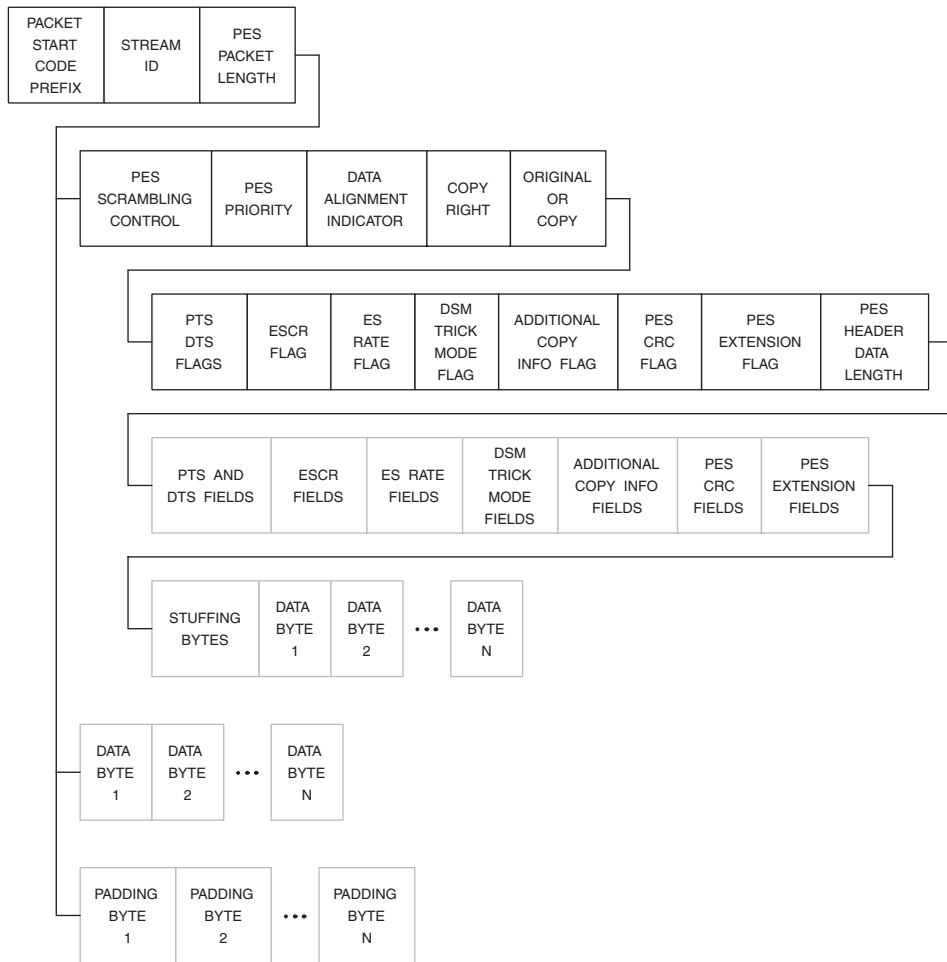 PACKET
START
CODE
PREFIX
STREAM
ID
PES
PACKET
LENGTH
PES
SCRAMBLING
CONTROL
PES
PRIORITY
DATA
ALIGNMENT
INDICATOR
COPY
RIGHT
ORIGINAL
OR
COPY
PTS
DTS
FLAGS
ESCR
FLAG
ES
RATE
FLAG
DSM
TRICK
MODE
FLAG
ADDITIONAL
COPY
INFO FLAG
PES
CRC
FLAG
PES
EXTENSION
FLAG
PES
HEADER
DATA
LENGTH
PTS AND
DTS FIELDS
ESCR
FIELDS
ES RATE
FIELDS
DSM
TRICK
MODE
FIELDS
ADDITIONAL
COPY INFO
FIELDS
PES
CRC
FIELDS
PES
EXTENSION
FIELDS
STUFFING
BYTES
DATA
BYTE
1
DATA
BYTE
2
•••
DATA
BYTE
N
DATA
BYTE
1
DATA
BYTE
2
•••
DATA
BYTE
N
PADDING
BYTE
1
PADDING
BYTE
2
•••
PADDING
BYTE
N